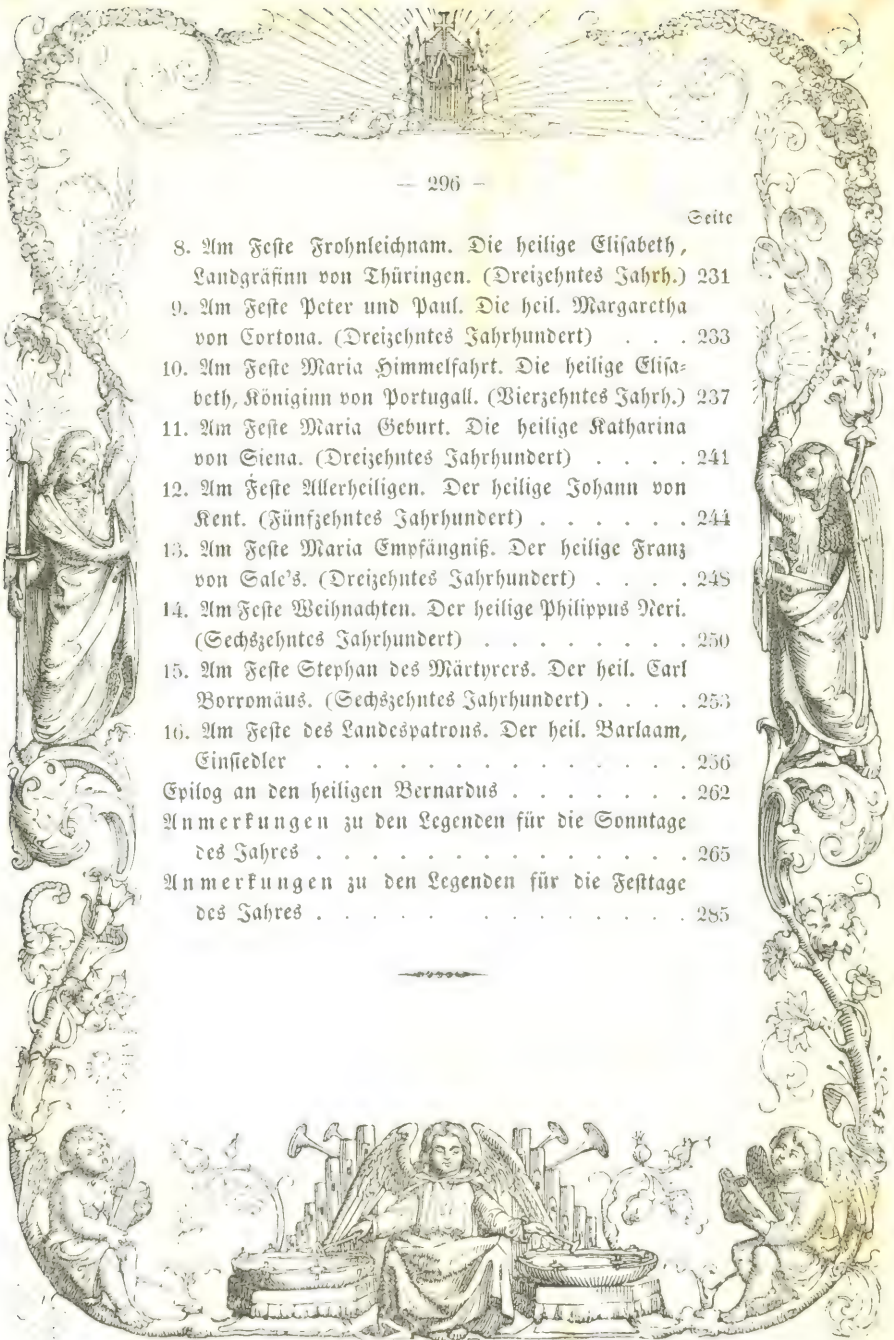 — 296 —
Seite
8. Am Feste Frohnleichnam. Die heilige Elisabeth,
Landgräfinn von Thüringen. (Dreizehntes Jahrh.) 231
9. Am Feste Peter und Paul. Die heil. Margaretha
von Cortona. (Dreizehntes Jahrhundert) . . . 233
10. Am Feste Maria Himmelfahrt. Die heilige Elisa=
beth, Königinn von Portugall. (Vierzehntes Jahrh.) 237
11. Am Feste Maria Geburt. Die heilige Katharina
von Siena. (Dreizehntes Jahrhundert) . . . . 241
12. Am Feste Allerheiligen. Der heilige Johann von
Kent. (Fünfzehntes Jahrhundert) . . . . . . 244
13. Am Feste Maria Empfängniß. Der heilige Franz
von Sale's. (Dreizehntes Jahrhundert) . . . . 248
14. Am Feste Weihnachten. Der heilige Philippus Neri.
(Sechszehntes Jahrhundert) . . . . . . . . 250
15. Am Feste Stephan des Märtyrers. Der heil. Carl
Borromäus. (Sechszehntes Jahrhundert) . . . . 253
16. Am Feste des Landespatrons. Der heil. Barlaam,
Einsiedler . . . . . . . . . . . . . . 256
Epilog an den heiligen Bernardus . . . . . . . 262
Anmerkungen zu den Legenden für die Sonntage
des Jahres . . . . . . . . . . . . . . 265
Anmerkungen zu den Legenden für die Festtage
des Jahres . . . . . . . . . . . . . 285